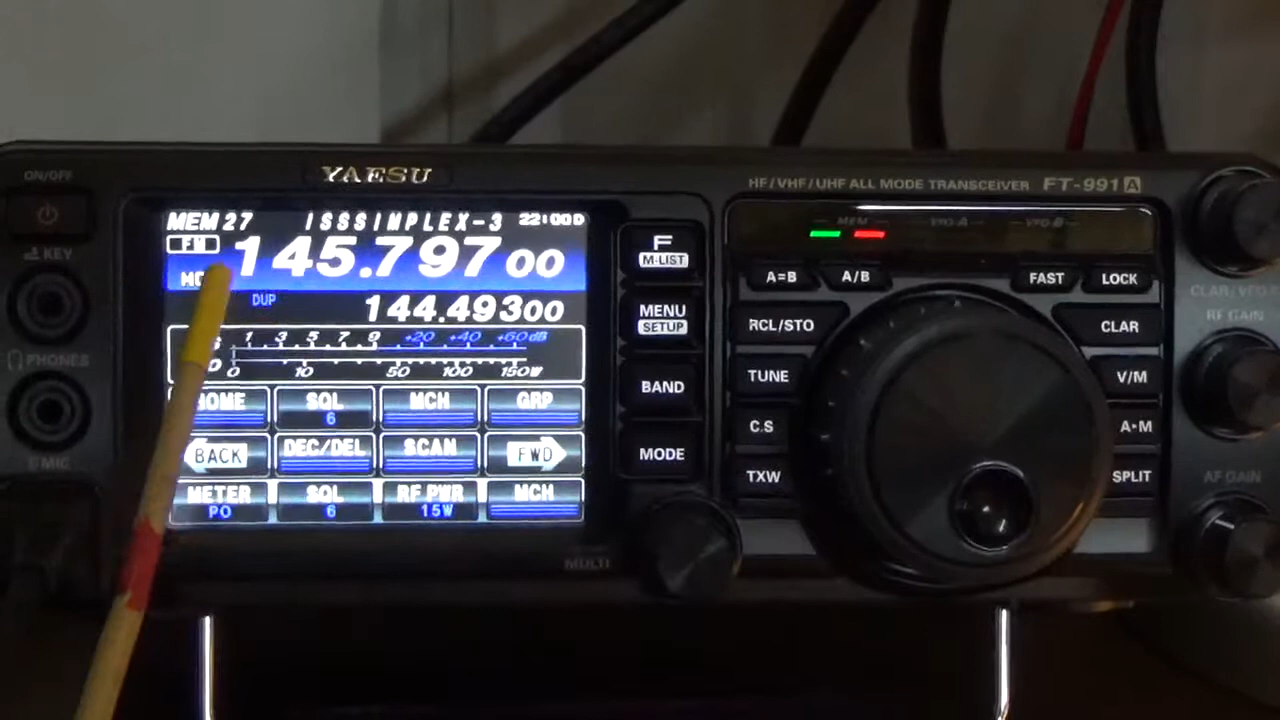 ON/OFF
YAESU
HF/VHF/UHF ALL MODE TRANSCEIVER FT-991A
MEM 27 ISSSIMPLEX-3 22:00D
FM 145.797 00
DUP 144.49300
1 3 5 7 9 +20 +40 +60dB
0 10 50 100 150W
SQL 6 MCH GRP
BACK DEC/DEL SCAN FWD
METER PO SQL 6 RF PWR 15W MCH
KEY
PHONES
MIC
F
M-LIST
MENU
SETUP
BAND
MODE
MULTI
MEM VFO-A VFO-B
A=B A/B FAST LOCK
RCL/STO CLAR
TUNE V/M
C.S A▸M
TXW SPLIT
RF GAIN
AF GAIN